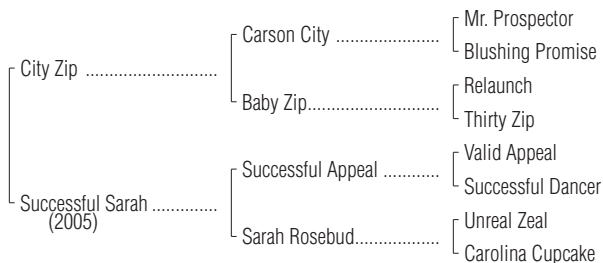 Mr. Prospector
Carson City ....................
Blushing Promise
City Zip .........................
Relaunch
Baby Zip.........................
Thirty Zip
Valid Appeal
Successful Appeal ............
Successful Dancer
Successful Sarah .............
(2005)
Unreal Zeal
Sarah Rosebud................
Carolina Cupcake